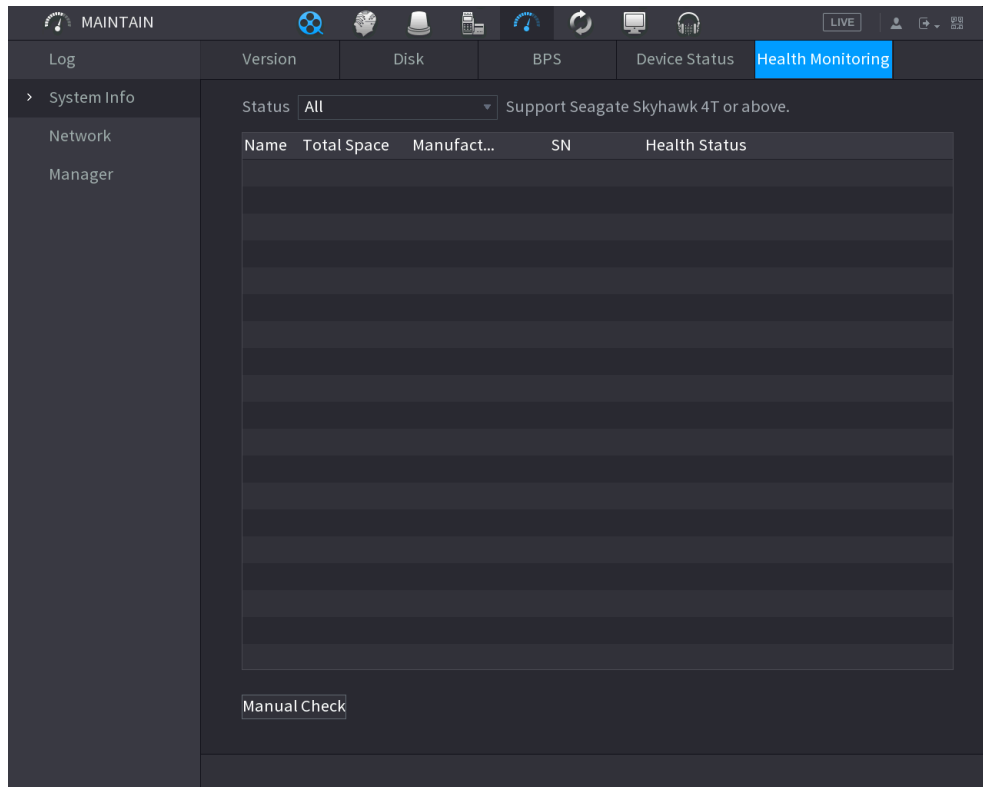 MAINTAIN LIVE
Log
System Info
Network
Manager
Version Disk BPS Device Status Health Monitoring
Status All Support Seagate Skyhawk 4T or above.
Name Total Space Manufact... SN Health Status
Manual Check